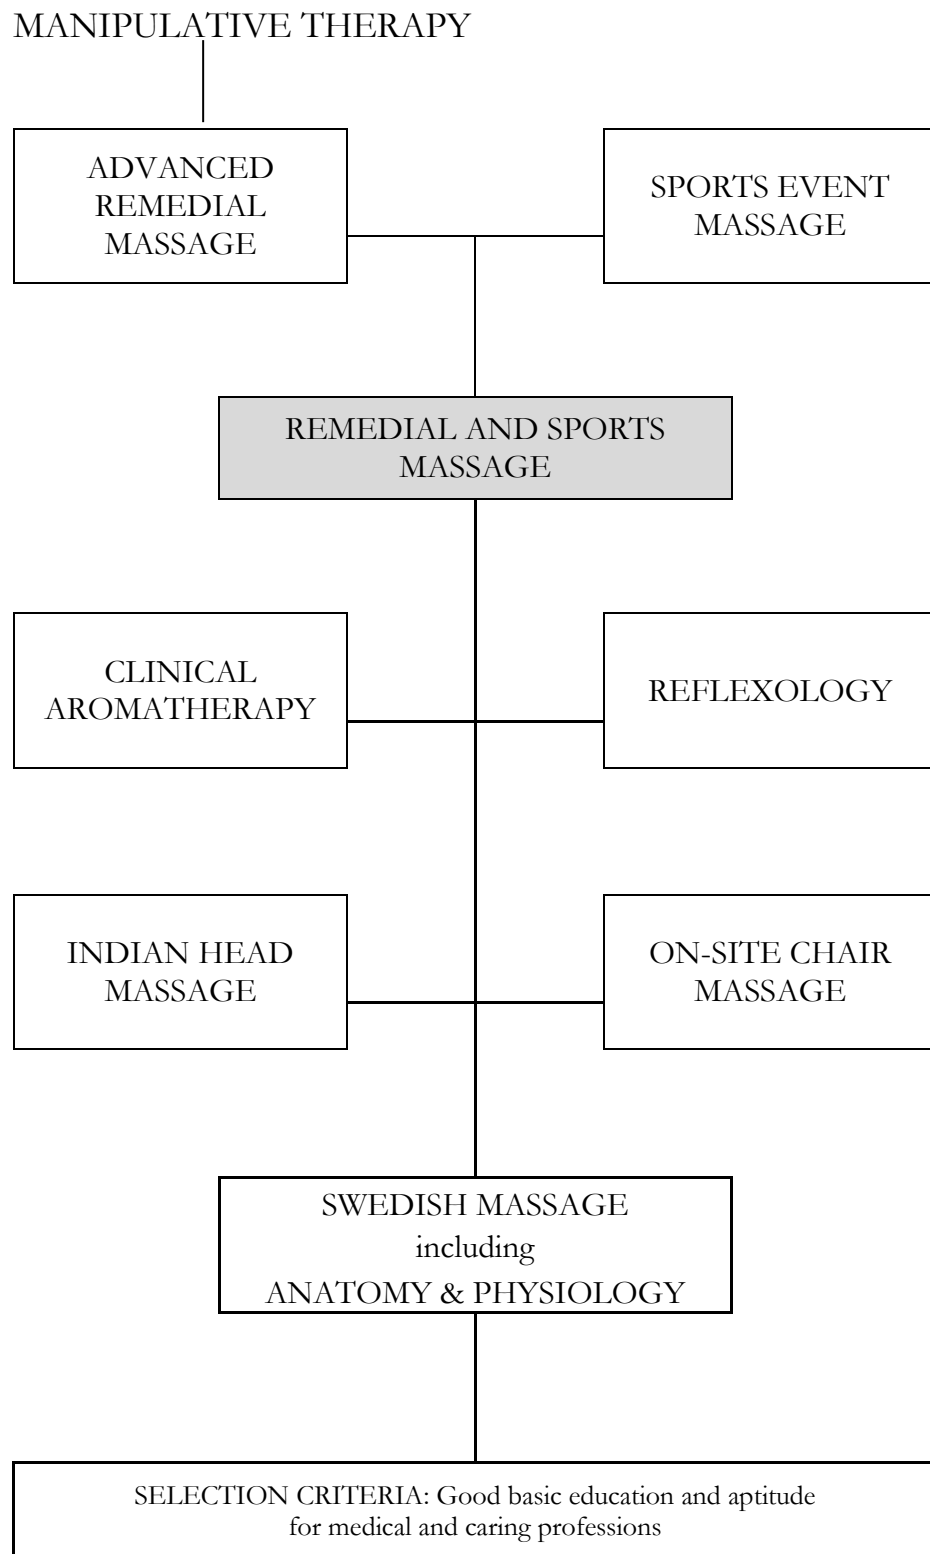 MANIPULATIVE THERAPY
ADVANCED
REMEDIAL
MASSAGE
SPORTS EVENT
MASSAGE
REMEDIAL AND SPORTS
MASSAGE
CLINICAL
AROMATHERAPY
REFLEXOLOGY
INDIAN HEAD
MASSAGE
ON-SITE CHAIR
MASSAGE
SWEDISH MASSAGE
including
ANATOMY & PHYSIOLOGY
SELECTION CRITERIA: Good basic education and aptitude
for medical and caring professions